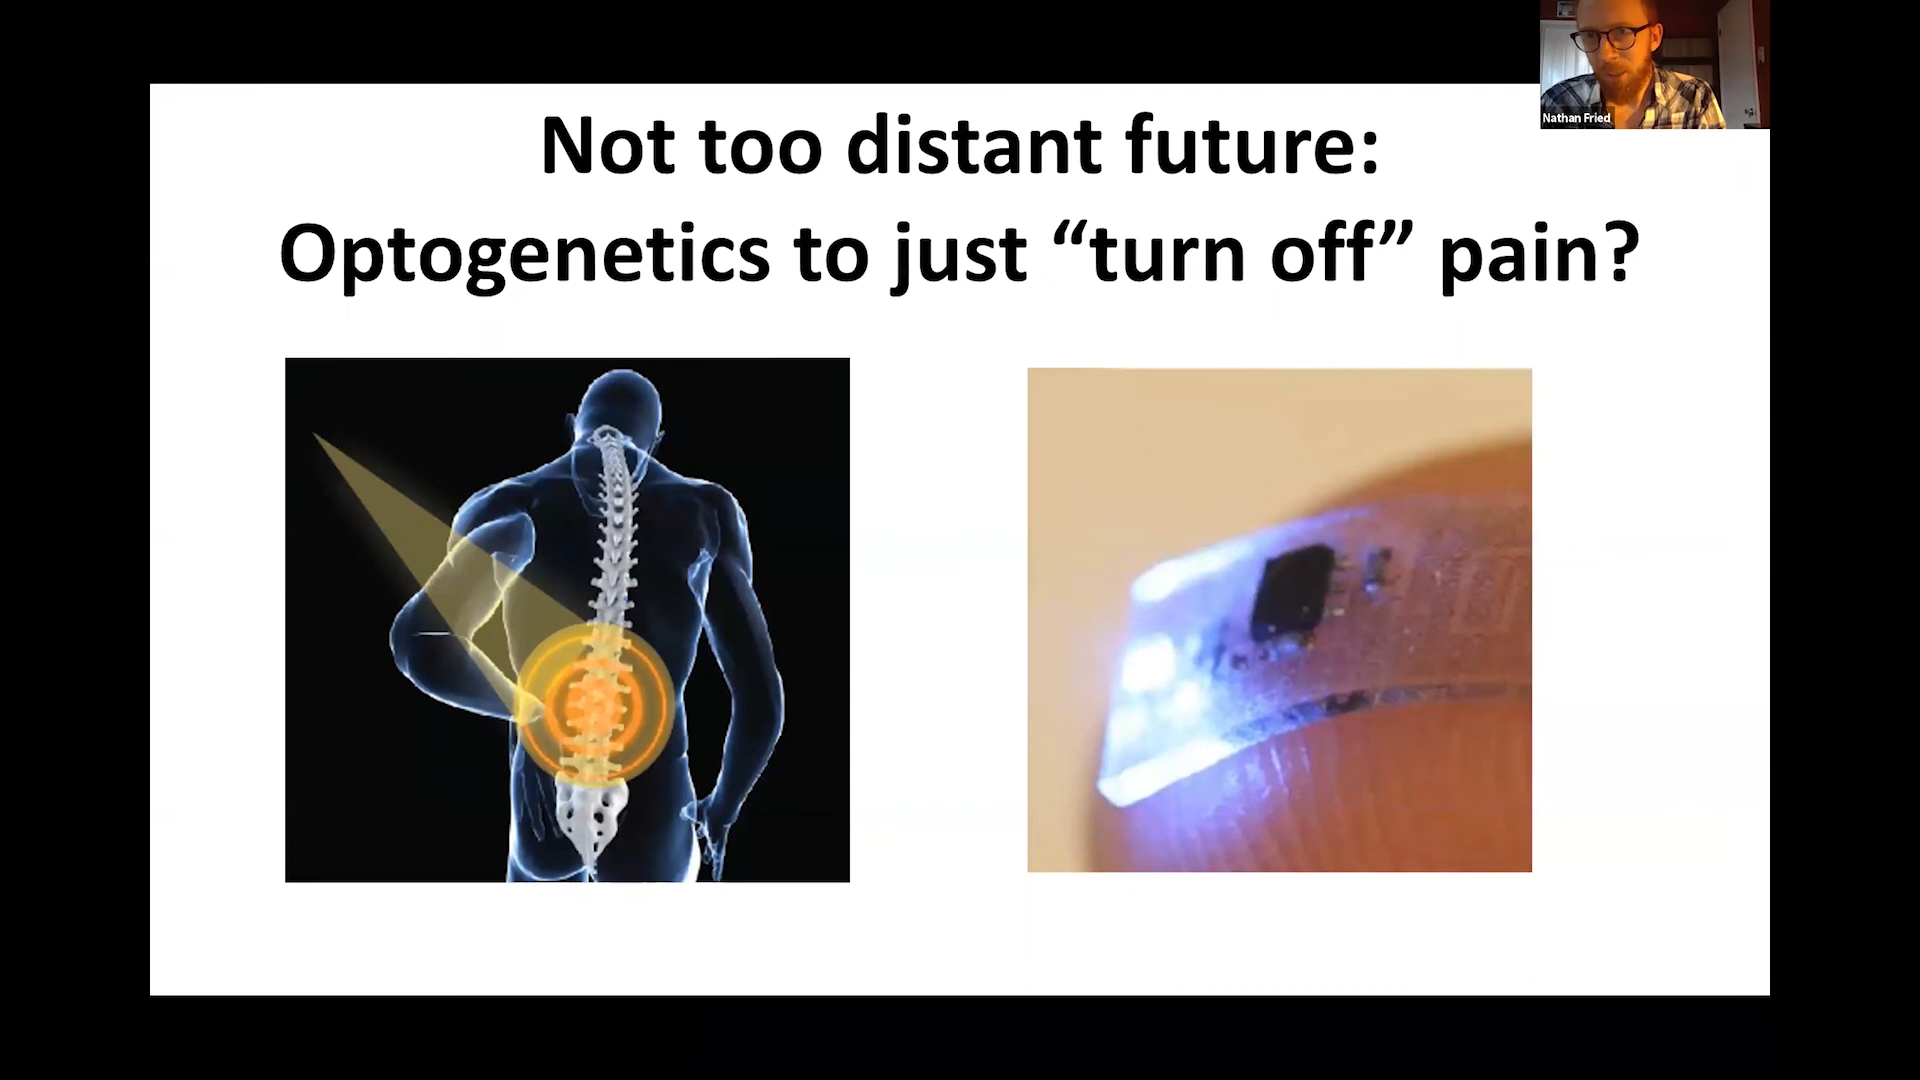 Not too distant future:
Optogenetics to just “turn off” pain?
Nathan Fried